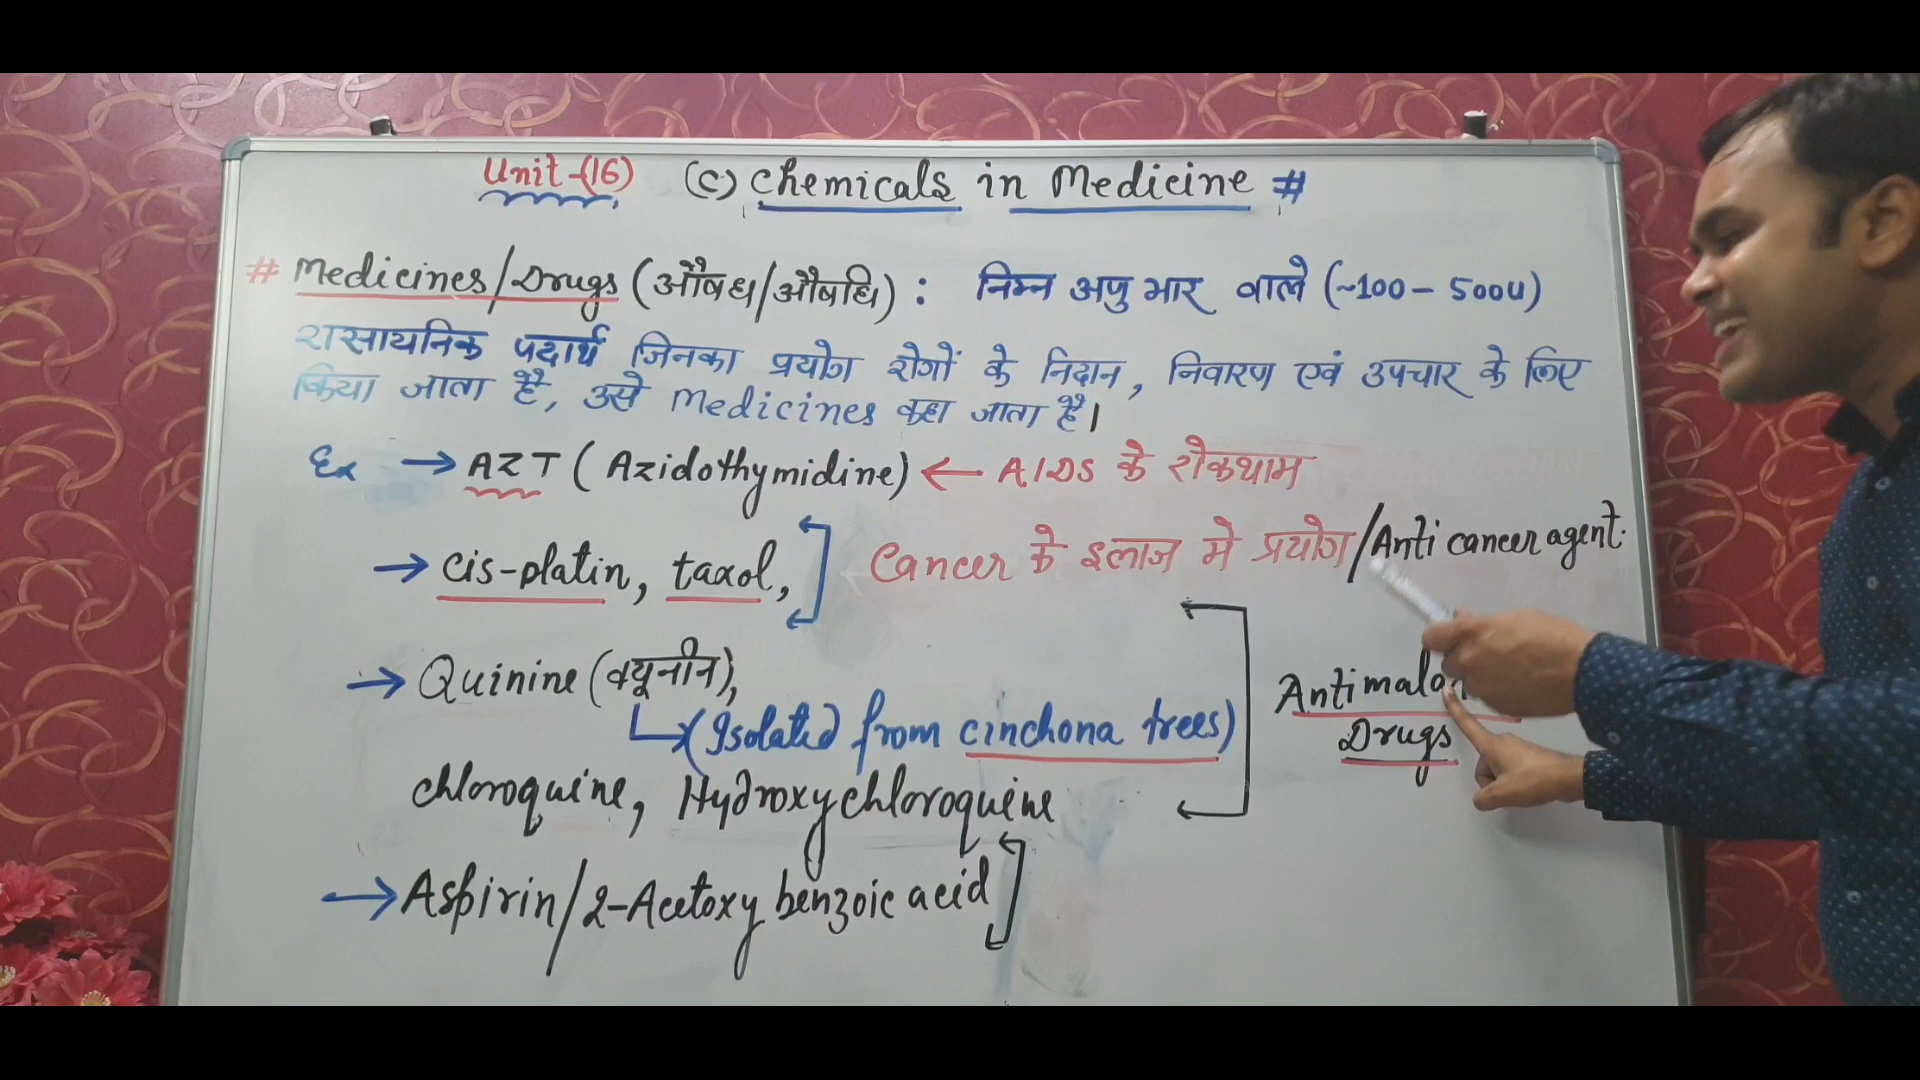 Unit-(16) (C) Chemicals in Medicine #
# Medicines/Drugs (औषध/औषधि) : निम्न अणु भार वाले (~100 - 500u)
रासायनिक पदार्थ जिनका प्रयोग रोगों के निदान, निवारण एवं उपचार के लिए
किया जाता है, उसे Medicines कहा जाता है।
Ex → AZT (Azidothymidine) ← AIDS के रोकथाम
→ cis-platin, taxol, Cancer के इलाज मे प्रयोग/Anti cancer agent.
→ Quinine (क्यूनीन),
(Isolated from cinchona trees)
Antimala
Drugs
chloroquine, Hydroxychloroquine
→ Aspirin/2-Acetoxy benzoic acid